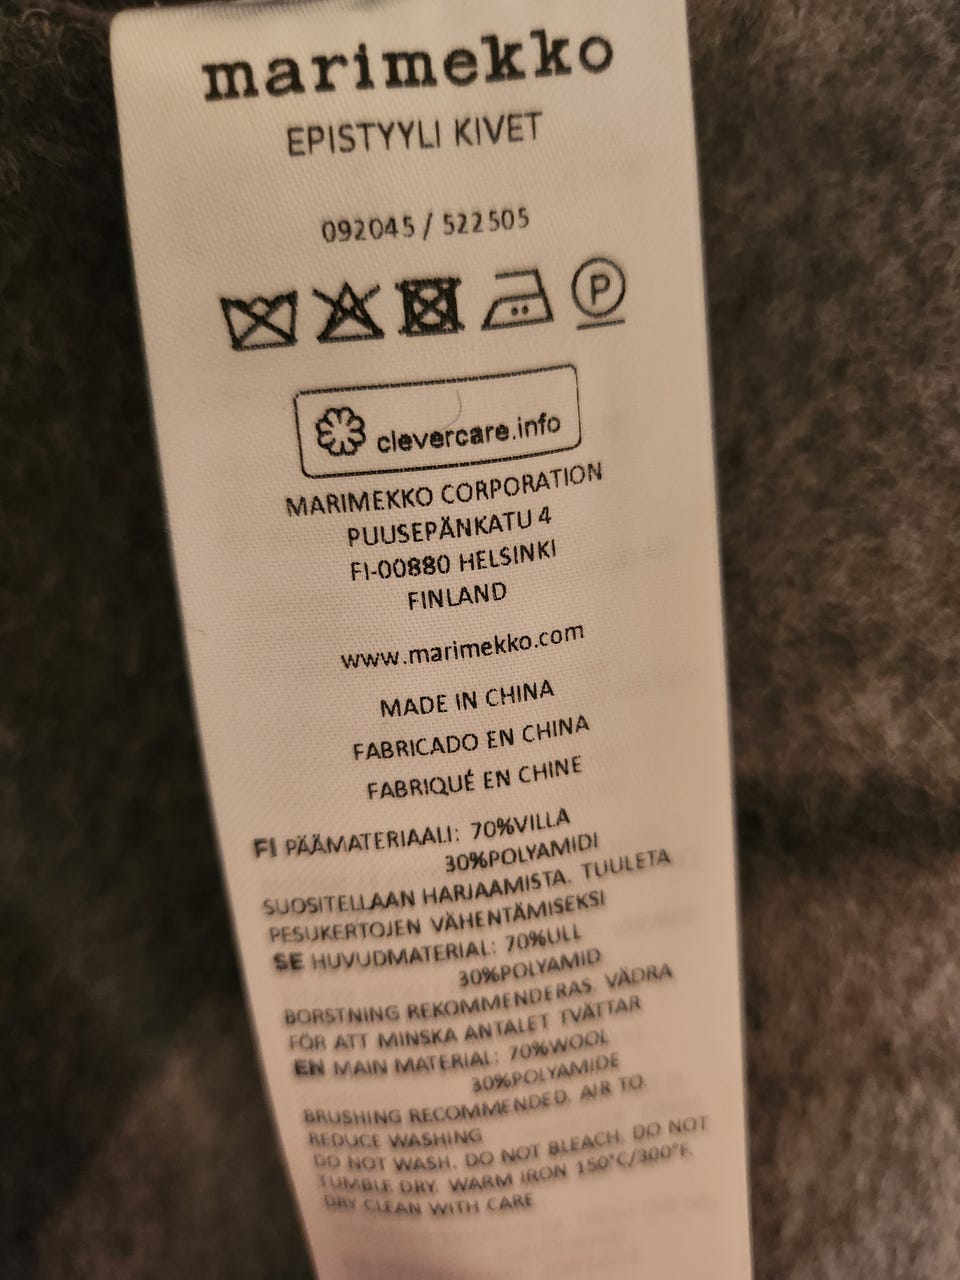 marimekko
EPISTYYLI KIVET
092045 / 522505
P
clevercare.info
MARIMEKKO CORPORATION
PUUSEPÄNKATU 4
FI-00880 HELSINKI
FINLAND
www.marimekko.com
MADE IN CHINA
FABRICADO EN CHINA
FABRIQUÉ EN CHINE
FI PÄÄMATERIAALI: 70%VILLA
30%POLYAMIDI
SUOSITELLAAN HARJAAMISTA. TUULETA
PESUKERTOJEN VÄHENTÄMISEKSI
SE HUVUDMATERIAL: 70%ULL
30%POLYAMID
BORSTNING REKOMMENDERAS. VÄDRA
FÖR ATT MINSKA ANTALET TVÄTTAR
EN MAIN MATERIAL: 70%WOOL
30%POLYAMIDE
BRUSHING RECOMMENDED. AIR TO
REDUCE WASHING
DO NOT WASH. DO NOT BLEACH. DO NOT
TUMBLE DRY. WARM IRON 150°C/300°F.
DRY CLEAN WITH CARE